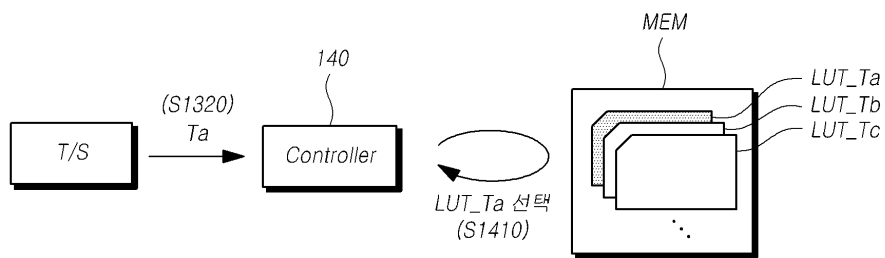 MEM
140
LUT_Ta
LUT_Tb
LUT_Tc
(S1320)
Ta
T/S
Controller
LUT_Ta 선택
(S1410)